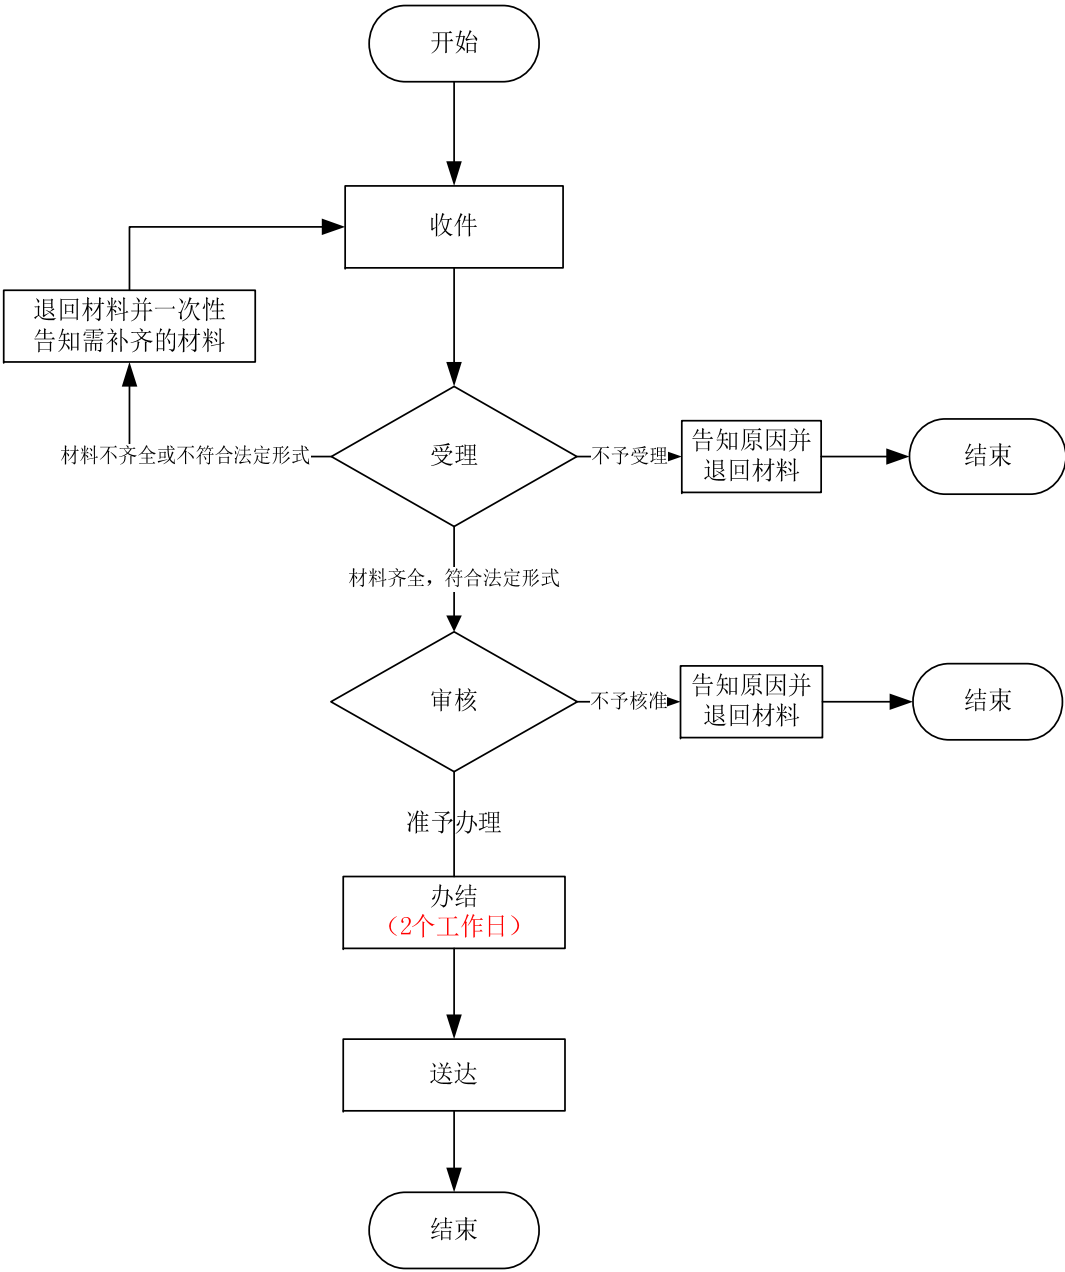 开始
收件
退回材料并一次性
告知需补齐的材料
材料不齐全或不符合法定形式
受理
不予受理
告知原因并
退回材料
结束
材料齐全，符合法定形式
审核
不予核准
告知原因并
退回材料
结束
准予办理
办结
（2个工作日）
送达
结束